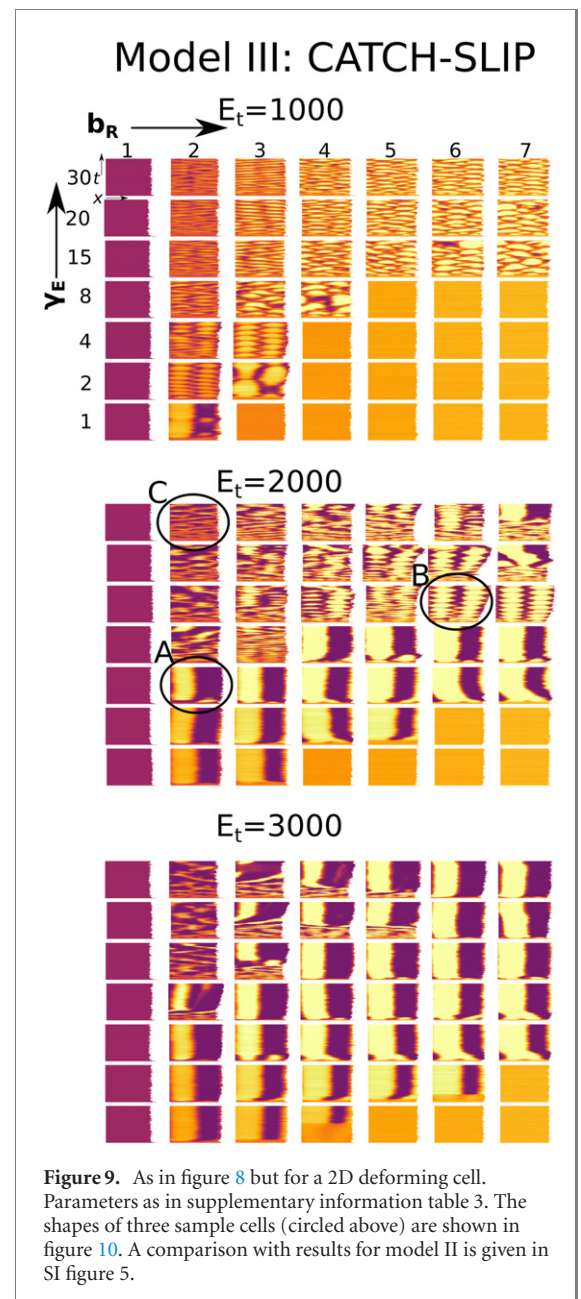 Model III: CATCH-SLIP
E_t=1000
b_R
1 2 3 4 5 6 7
30 t
x
20
15
γ_E
8
4
2
1
E_t=2000
C
B
A
E_t=3000
Figure 9. As in figure 8 but for a 2D deforming cell.
Parameters as in supplementary information table 3. The
shapes of three sample cells (circled above) are shown in
figure 10. A comparison with results for model II is given in
SI figure 5.